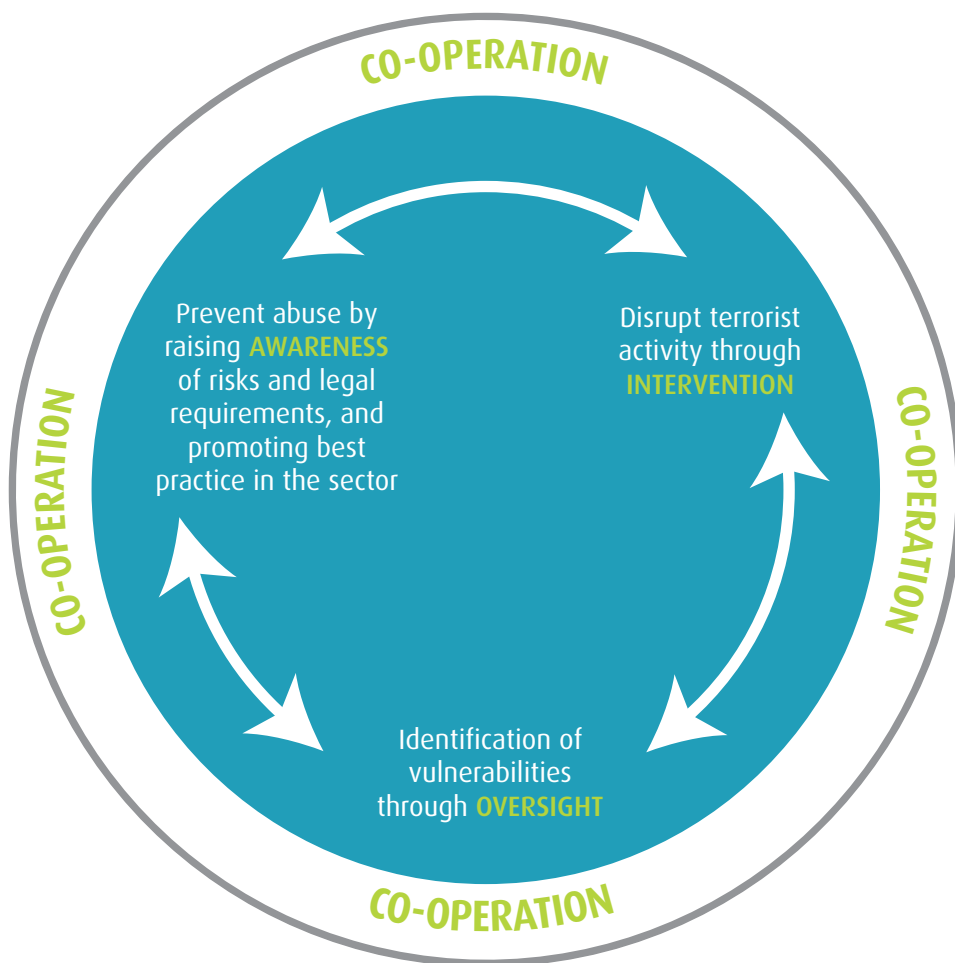 CO-OPERATION
Prevent abuse by
raising AWARENESS
of risks and legal
requirements, and
promoting best
practice in the sector
Disrupt terrorist
activity through
INTERVENTION
CO-OPERATION
CO-OPERATION
Identification of
vulnerabilities
through OVERSIGHT
CO-OPERATION